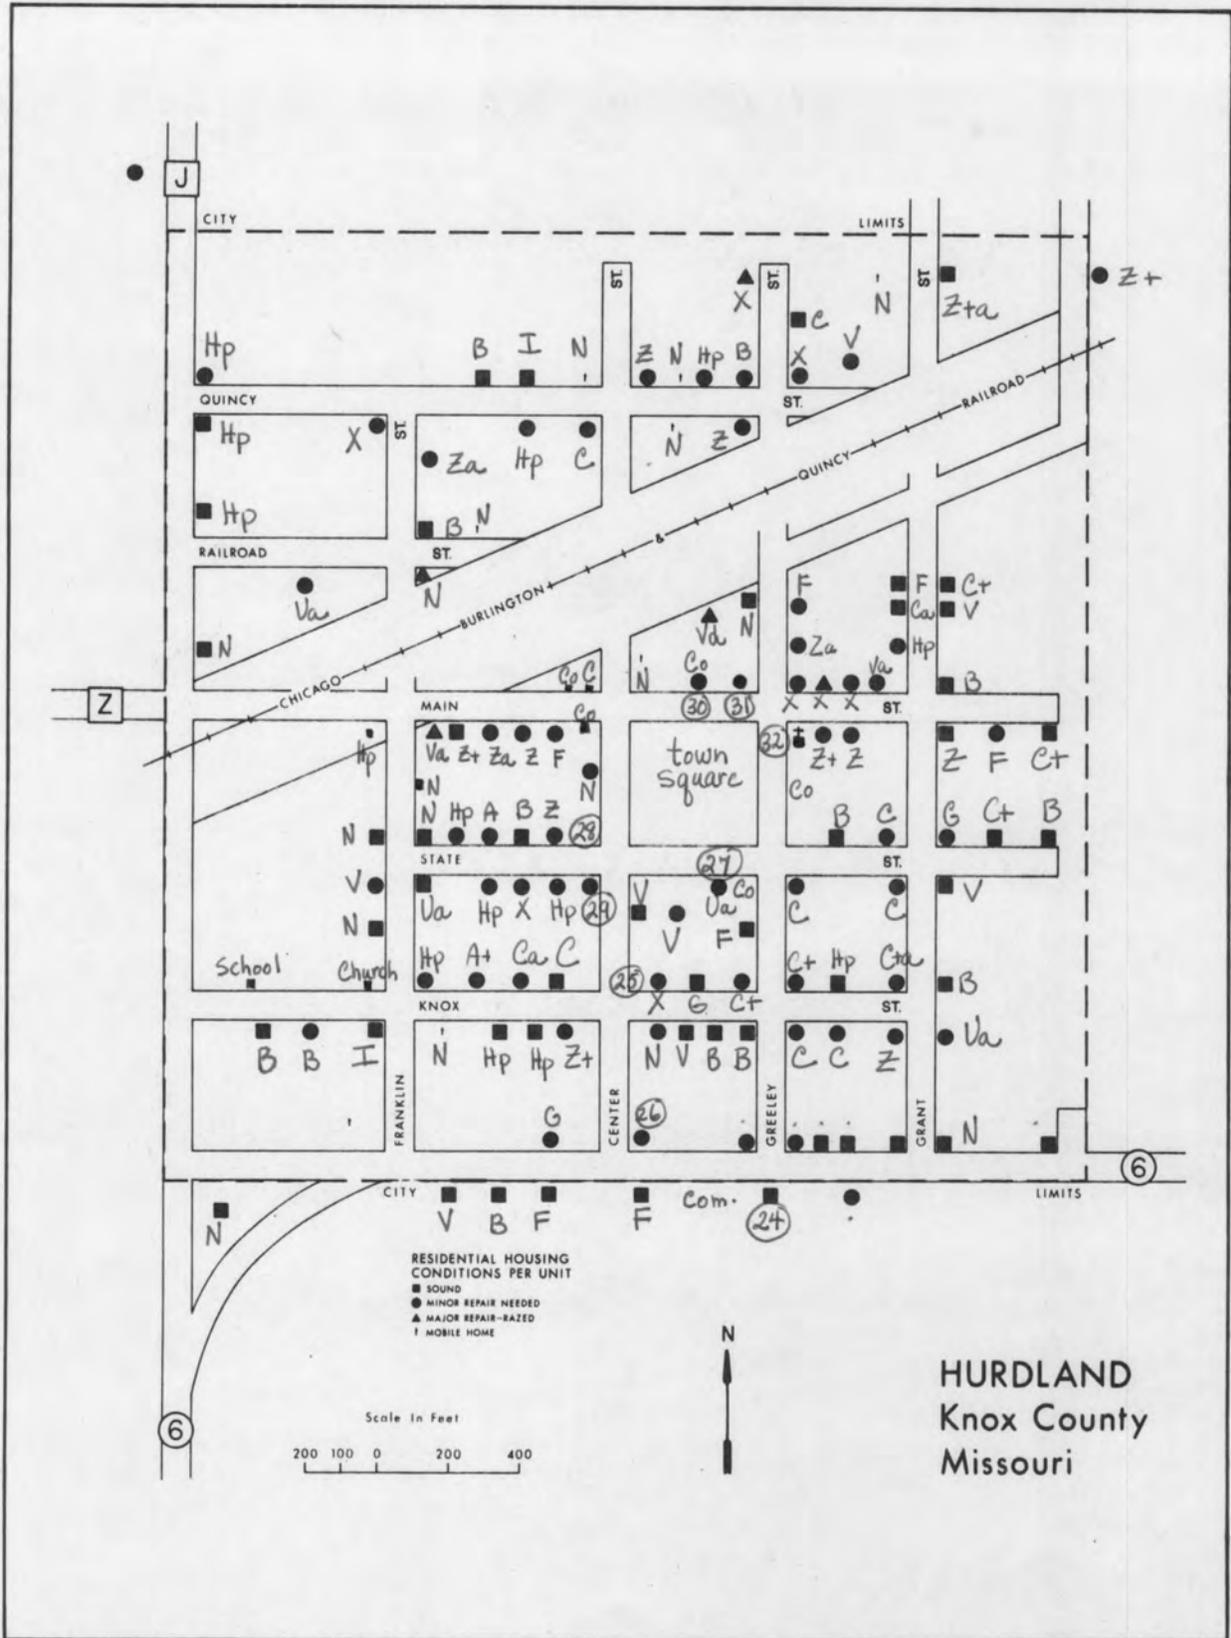 J
CITY LIMITS
ST. ST. ST.
X N Z+a Z+
C
Hp B I N Z N Hp B X V
QUINCY ST.
Hp X ST. Za Hp C N Z
CHICAGO BURLINGTON & QUINCY RAILROAD
Hp B N
RAILROAD ST.
Va N F F C+
N Vd N Ca V
Za Hp
Co C N Co Va B
Z MAIN 30 31 X X X ST.
Co
Hp Va Z+ Za Z F town 32 Z+ Z Z F C+
N N square Co
N Hp A B Z 28 B C G C+ B
N
STATE ST.
27
V Va Hp X Hp 29 V Va Co C C V
N V F
School Church Hp A+ Ca C 25 C+ Hp C+a B
X G C+
KNOX ST.
B B I N Hp Hp Z+ N V B B C C Z Va
FRANKLIN CENTER GREELEY GRANT
G 26 N
6
CITY LIMITS
N V B F F com. 24
RESIDENTIAL HOUSING
CONDITIONS PER UNIT
SOUND
MINOR REPAIR NEEDED
MAJOR REPAIR-RAZED
MOBILE HOME
N
HURDLAND
Knox County
Missouri
6
Scale In Feet
200 100 0 200 400